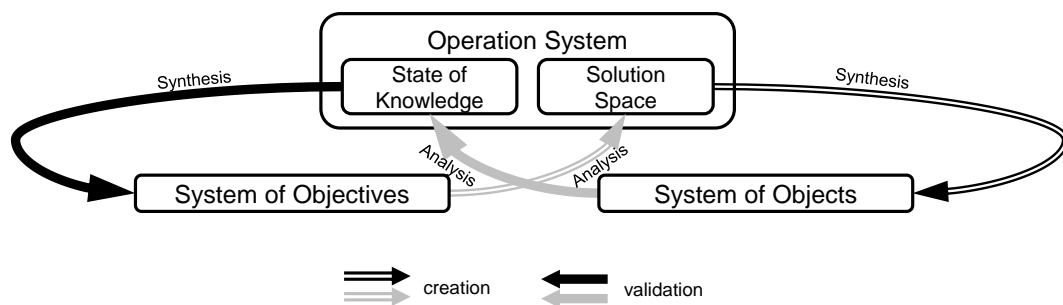 Operation System
Synthesis
State of
Knowledge
Solution
Space
Synthesis
Analysis
Analysis
System of Objectives
System of Objects
creation
validation